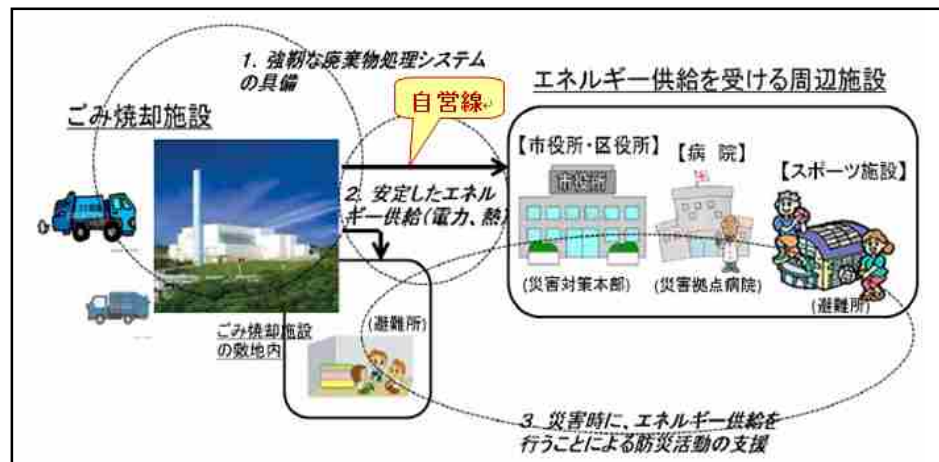 1. 強靭な廃棄物処理システム
の具備
エネルギー供給を受ける周辺施設
自営線
ごみ焼却施設
【市役所・区役所】
【病 院】
【スポーツ施設】
市役所
2. 安定したエネル
ギー供給(電力、熱)
(災害対策本部)
(災害拠点病院)
(避難所)
(避難所)
ごみ焼却施設
の敷地内
3. 災害時に、エネルギー供給を
行うことによる防災活動の支援